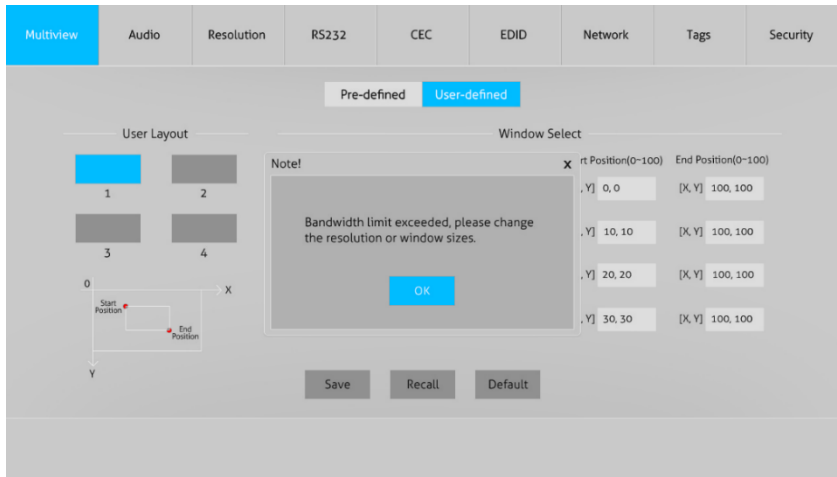 Multiview Audio Resolution RS232 CEC EDID Network Tags Security
Pre-defined User-defined
User Layout
Window Select
1 2
3 4
0
X
Start
Position
End
Position
Y
Note! x
Bandwidth limit exceeded, please change
the resolution or window sizes.
OK
Position(0~100) End Position(0~100)
, Y] 0, 0 [X, Y] 100, 100
, Y] 10, 10 [X, Y] 100, 100
, Y] 20, 20 [X, Y] 100, 100
, Y] 30, 30 [X, Y] 100, 100
Save Recall Default